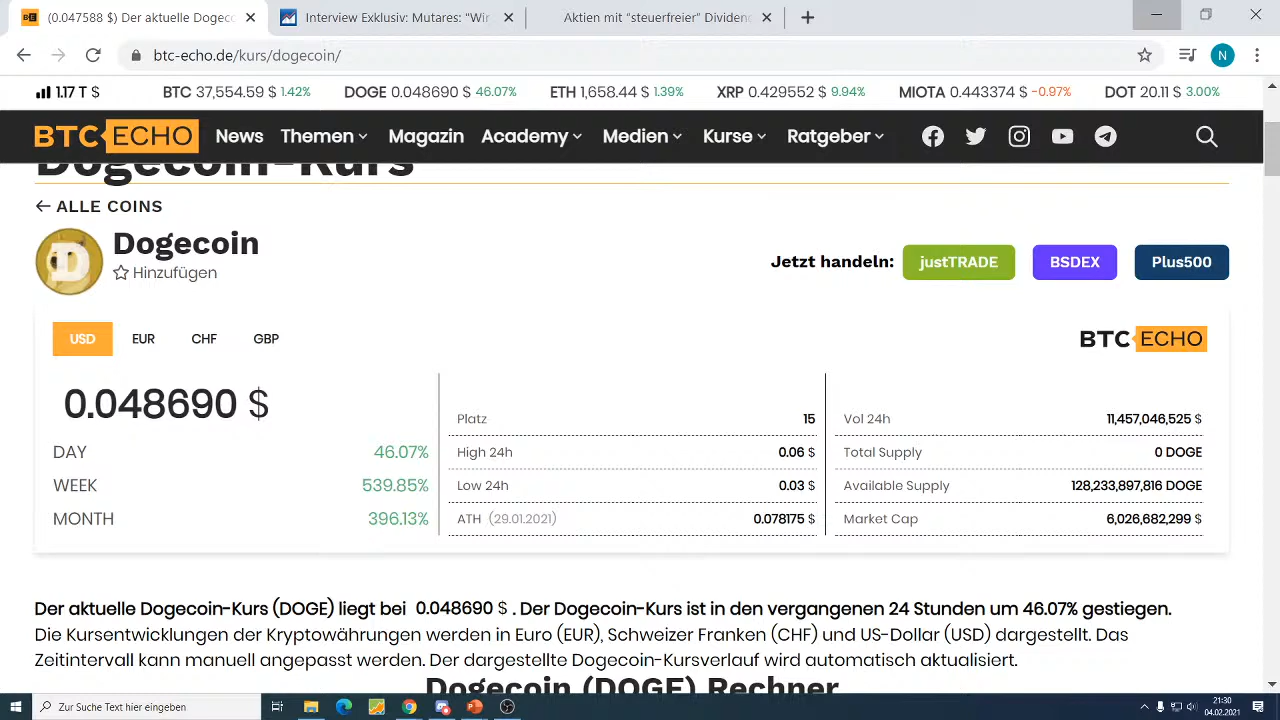 (0.047588 $) Der aktuelle Dogecc
Interview Exklusiv: Mutares: "Wir
Aktien mit "steuerfreier" Dividen
btc-echo.de/kurs/dogecoin/
N
1.17 T $ BTC 37,554.59 $ 1.42% DOGE 0.048690 $ 46.07% ETH 1,658.44 $ 1.39% XRP 0.429552 $ 9.94% MIOTA 0.443374 $ -0.97% DOT 20.11 $ 3.00%
BTC ECHO News Themen Magazin Academy Medien Kurse Ratgeber
Dogecoin-Kurs
← ALLE COINS
Dogecoin
Hinzufügen
Jetzt handeln: justTRADE BSDEX Plus500
USD EUR CHF GBP
BTC ECHO
0.048690 $
DAY 46.07%
WEEK 539.85%
MONTH 396.13%
Platz 15
High 24h 0.06 $
Low 24h 0.03 $
ATH (29.01.2021) 0.078175 $
Vol 24h 11,457,046,525 $
Total Supply 0 DOGE
Available Supply 128,233,897,816 DOGE
Market Cap 6,026,682,299 $
Der aktuelle Dogecoin-Kurs (DOGE) liegt bei 0.048690 $ . Der Dogecoin-Kurs ist in den vergangenen 24 Stunden um 46.07% gestiegen.
Die Kursentwicklungen der Kryptowährungen werden in Euro (EUR), Schweizer Franken (CHF) und US-Dollar (USD) dargestellt. Das
Zeitintervall kann manuell angepasst werden. Der dargestellte Dogecoin-Kursverlauf wird automatisch aktualisiert.
Dogecoin (DOGE) Rechner
Zur Suche Text hier eingeben
21:30
04.02.2021